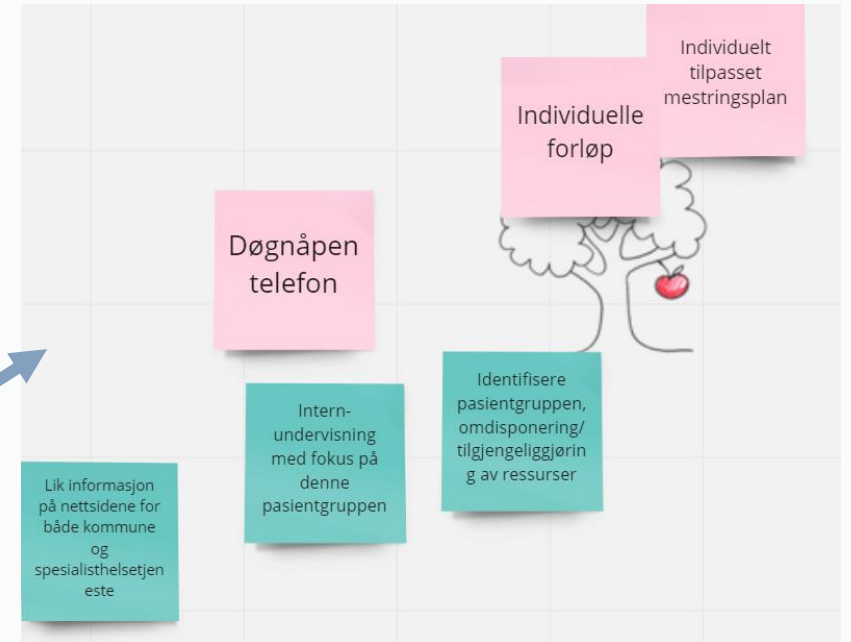 Individuelt
tilpasset
mestringsplan
Individuelle
forløp
Døgnåpen
telefon
Identifisere
pasientgruppen,
omdisponering/
tilgjengeliggjørin
g av ressurser
Intern-
undervisning
med fokus på
denne
pasientgruppen
Lik informasjon
på nettsidene for
både kommune
og
spesialisthelsetjen
este